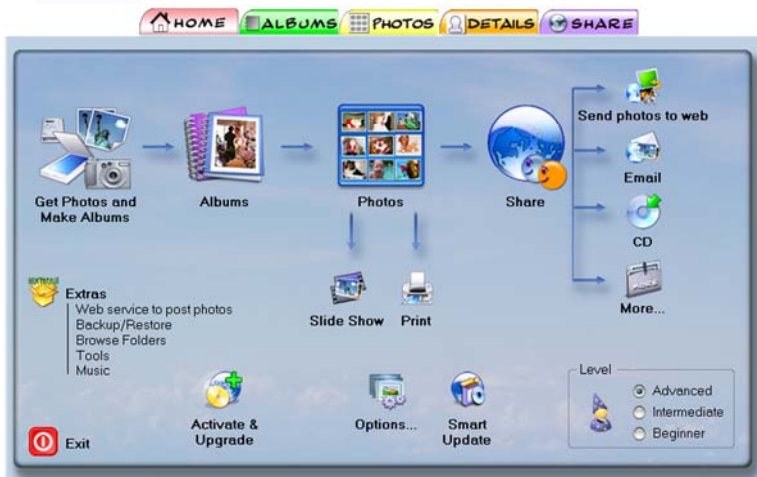 HOME ALBUMS PHOTOS DETAILS SHARE
Send photos to web
Get Photos and
Make Albums
Albums
Photos
Share
Email
CD
More...
Slide Show
Print
Extras
Web service to post photos
Backup/Restore
Browse Folders
Tools
Music
Activate &
Upgrade
Options...
Smart
Update
Level
Advanced
Intermediate
Beginner
Exit